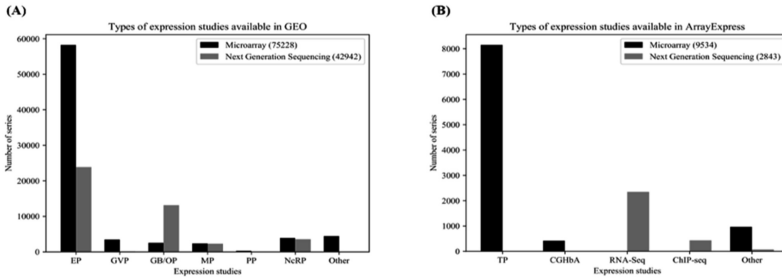 (A)
Types of expression studies available in GEO
Microarray (75228)
Next Generation Sequencing (42942)
Number of series
60000
50000
40000
30000
20000
10000
0
EP GVP GB/OP MP PP NcRP Other
Expression studies
(B)
Types of expression studies available in ArrayExpress
Microarray (9534)
Next Generation Sequencing (2843)
Number of series
8000
7000
6000
5000
4000
3000
2000
1000
0
TP CGHbA RNA-Seq ChIP-seq Other
Expression studies